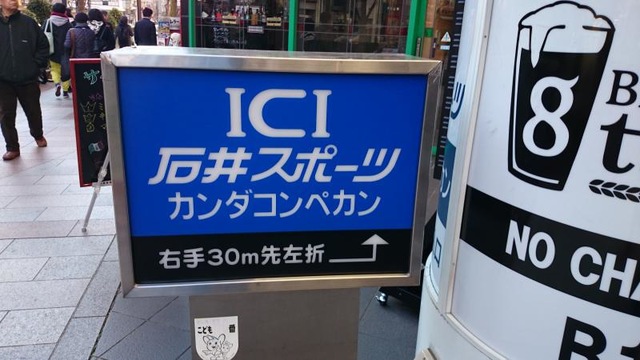 ICI
石井スポーツ
カンダコンペカン
右手30m先左折
こども 番
8
NO CHA